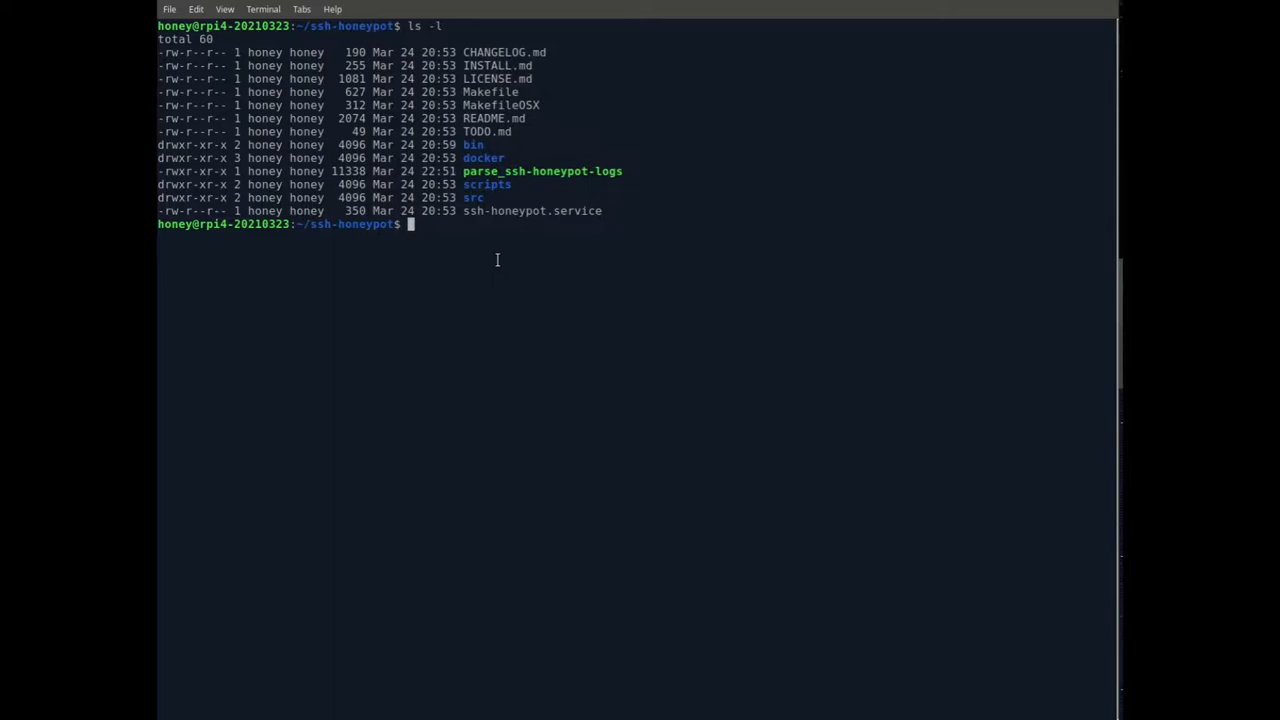 File Edit View Terminal Tabs Help
honey@rpi4-20210323:~/ssh-honeypot$ ls -l
total 60
-rw-r--r-- 1 honey honey   190 Mar 24 20:53 CHANGELOG.md
-rw-r--r-- 1 honey honey   255 Mar 24 20:53 INSTALL.md
-rw-r--r-- 1 honey honey  1081 Mar 24 20:53 LICENSE.md
-rw-r--r-- 1 honey honey   627 Mar 24 20:53 Makefile
-rw-r--r-- 1 honey honey   312 Mar 24 20:53 MakefileOSX
-rw-r--r-- 1 honey honey  2074 Mar 24 20:53 README.md
-rw-r--r-- 1 honey honey    49 Mar 24 20:53 TODO.md
drwxr-xr-x 2 honey honey  4096 Mar 24 20:59 bin
drwxr-xr-x 3 honey honey  4096 Mar 24 20:53 docker
-rwxr-xr-x 1 honey honey 11338 Mar 24 22:51 parse_ssh-honeypot-logs
drwxr-xr-x 2 honey honey  4096 Mar 24 20:53 scripts
drwxr-xr-x 2 honey honey  4096 Mar 24 20:53 src
-rw-r--r-- 1 honey honey   350 Mar 24 20:53 ssh-honeypot.service
honey@rpi4-20210323:~/ssh-honeypot$